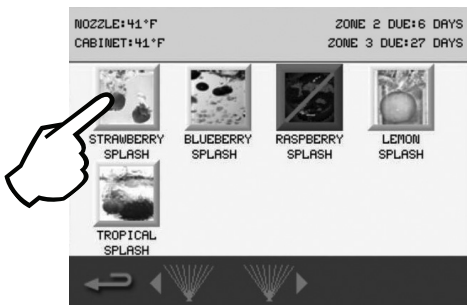 NOZZLE:41°F
ZONE 2 DUE:6 DAYS
CABINET:41°F
ZONE 3 DUE:27 DAYS
STRAWBERRY
SPLASH
BLUEBERRY
SPLASH
RASPBERRY
SPLASH
LEMON
SPLASH
TROPICAL
SPLASH